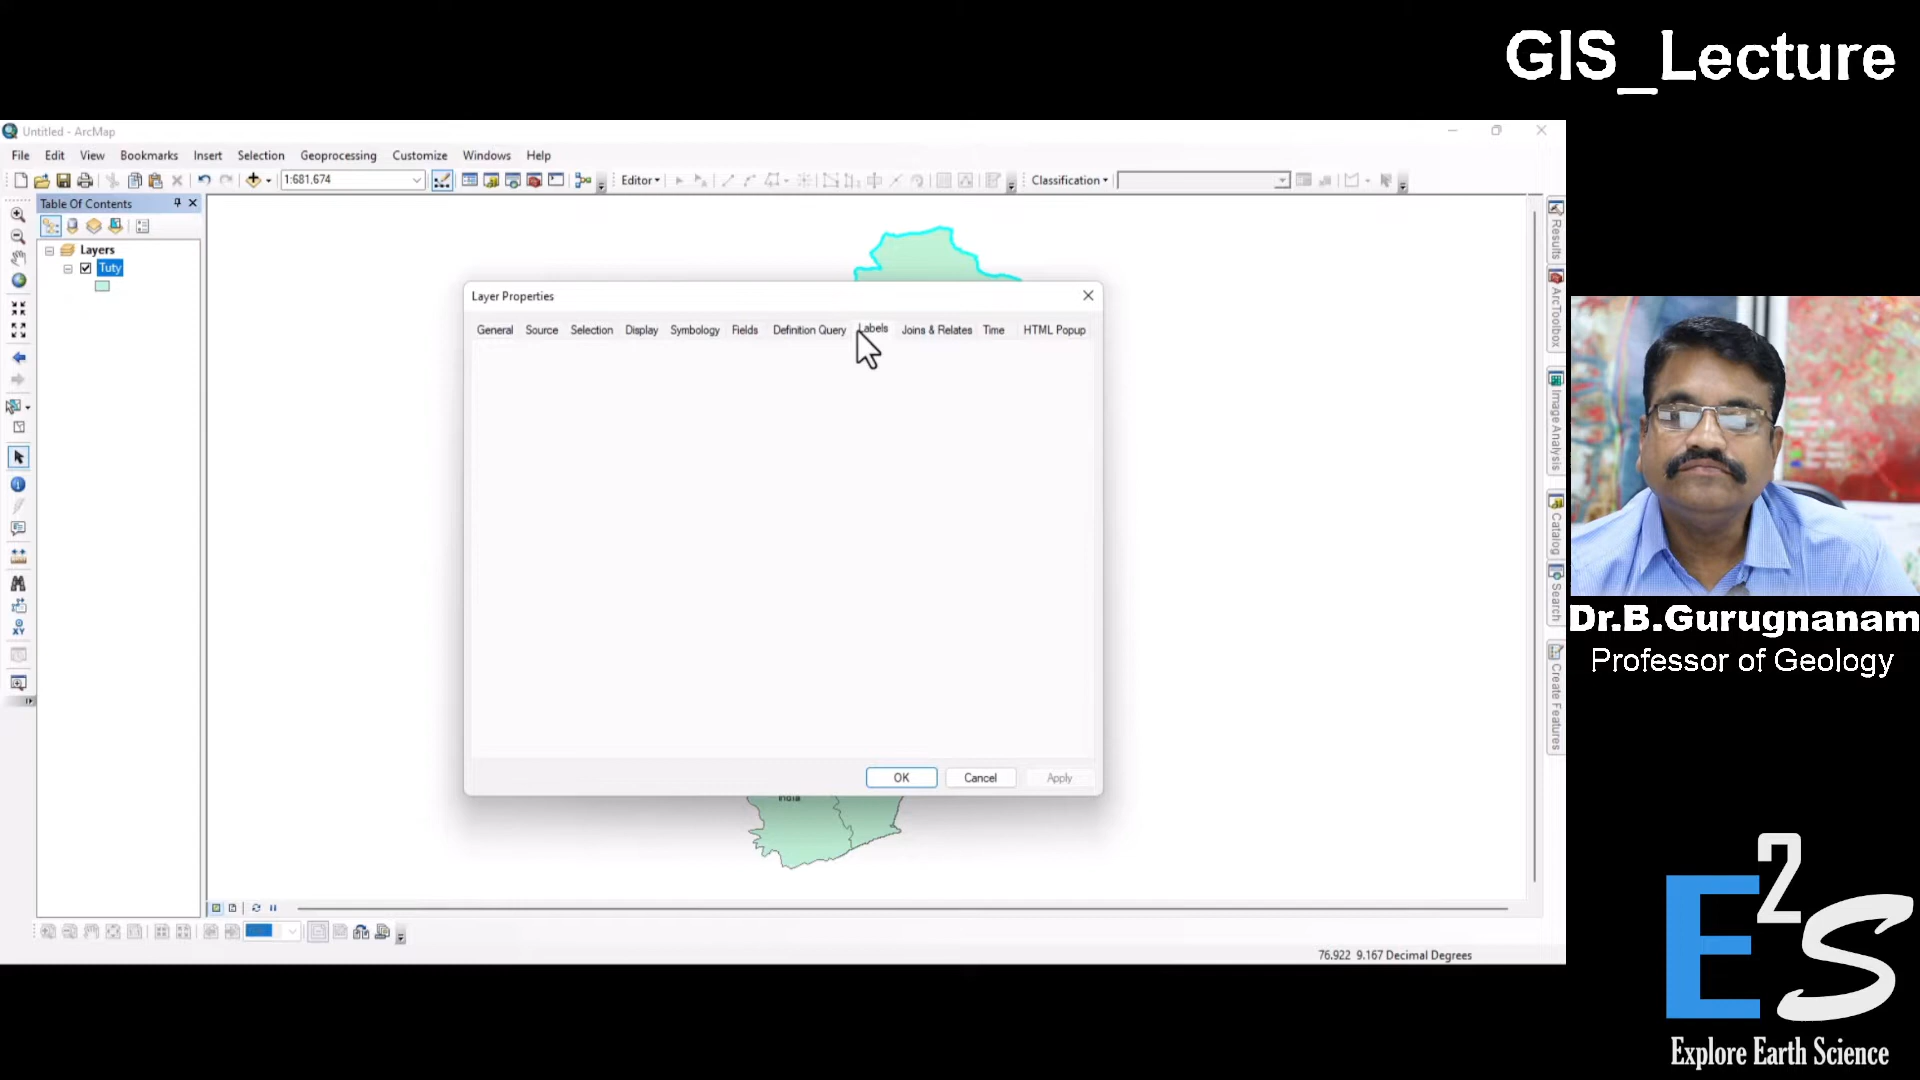 GIS_Lecture
Untitled - ArcMap
File Edit View Bookmarks Insert Selection Geoprocessing Customize Windows Help
1:681,674
Editor
Classification
Table Of Contents
Layers
Tuty
Layer Properties
General Source Selection Display Symbology Fields Definition Query Labels Joins & Relates Time HTML Popup
OK Cancel Apply
India
76.922 9.167 Decimal Degrees
Results
ArcToolbox
Image Analysis
Catalog
Search
Create Features
Dr.B.Gurugnanam
Professor of Geology
E2S
Explore Earth Science